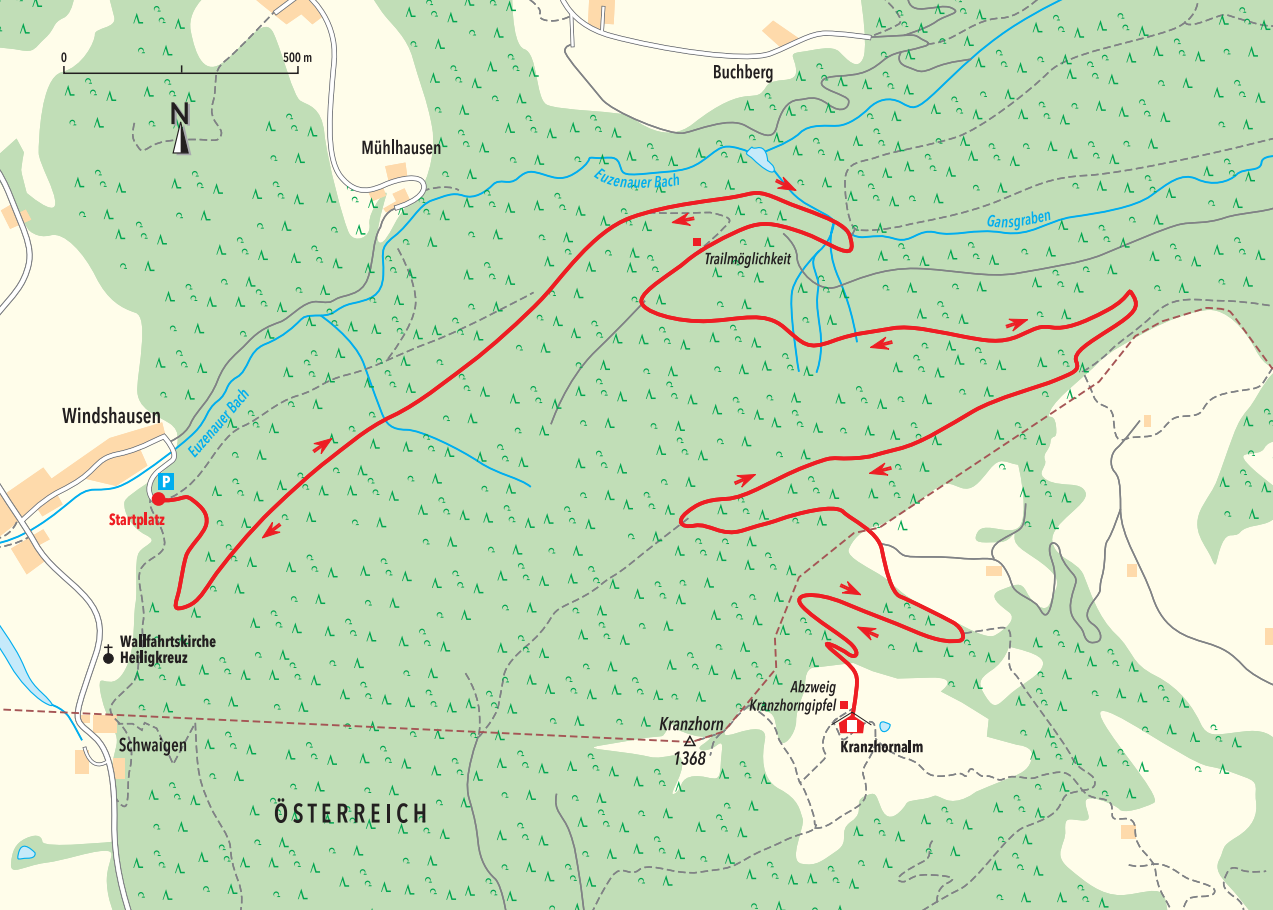 Buchberg
0
500 m
N
Mühlhausen
Euzenauer Bach
Gansgraben
Trailmöglichkeit
Windshausen
Euzenauer Bach
P
Startplatz
Wallfahrtskirche
Heiligkreuz
Abzweig
Kranzhorngipfel
Kranzhorn
1368
Kranzhornalm
Schwaigen
ÖSTERREICH